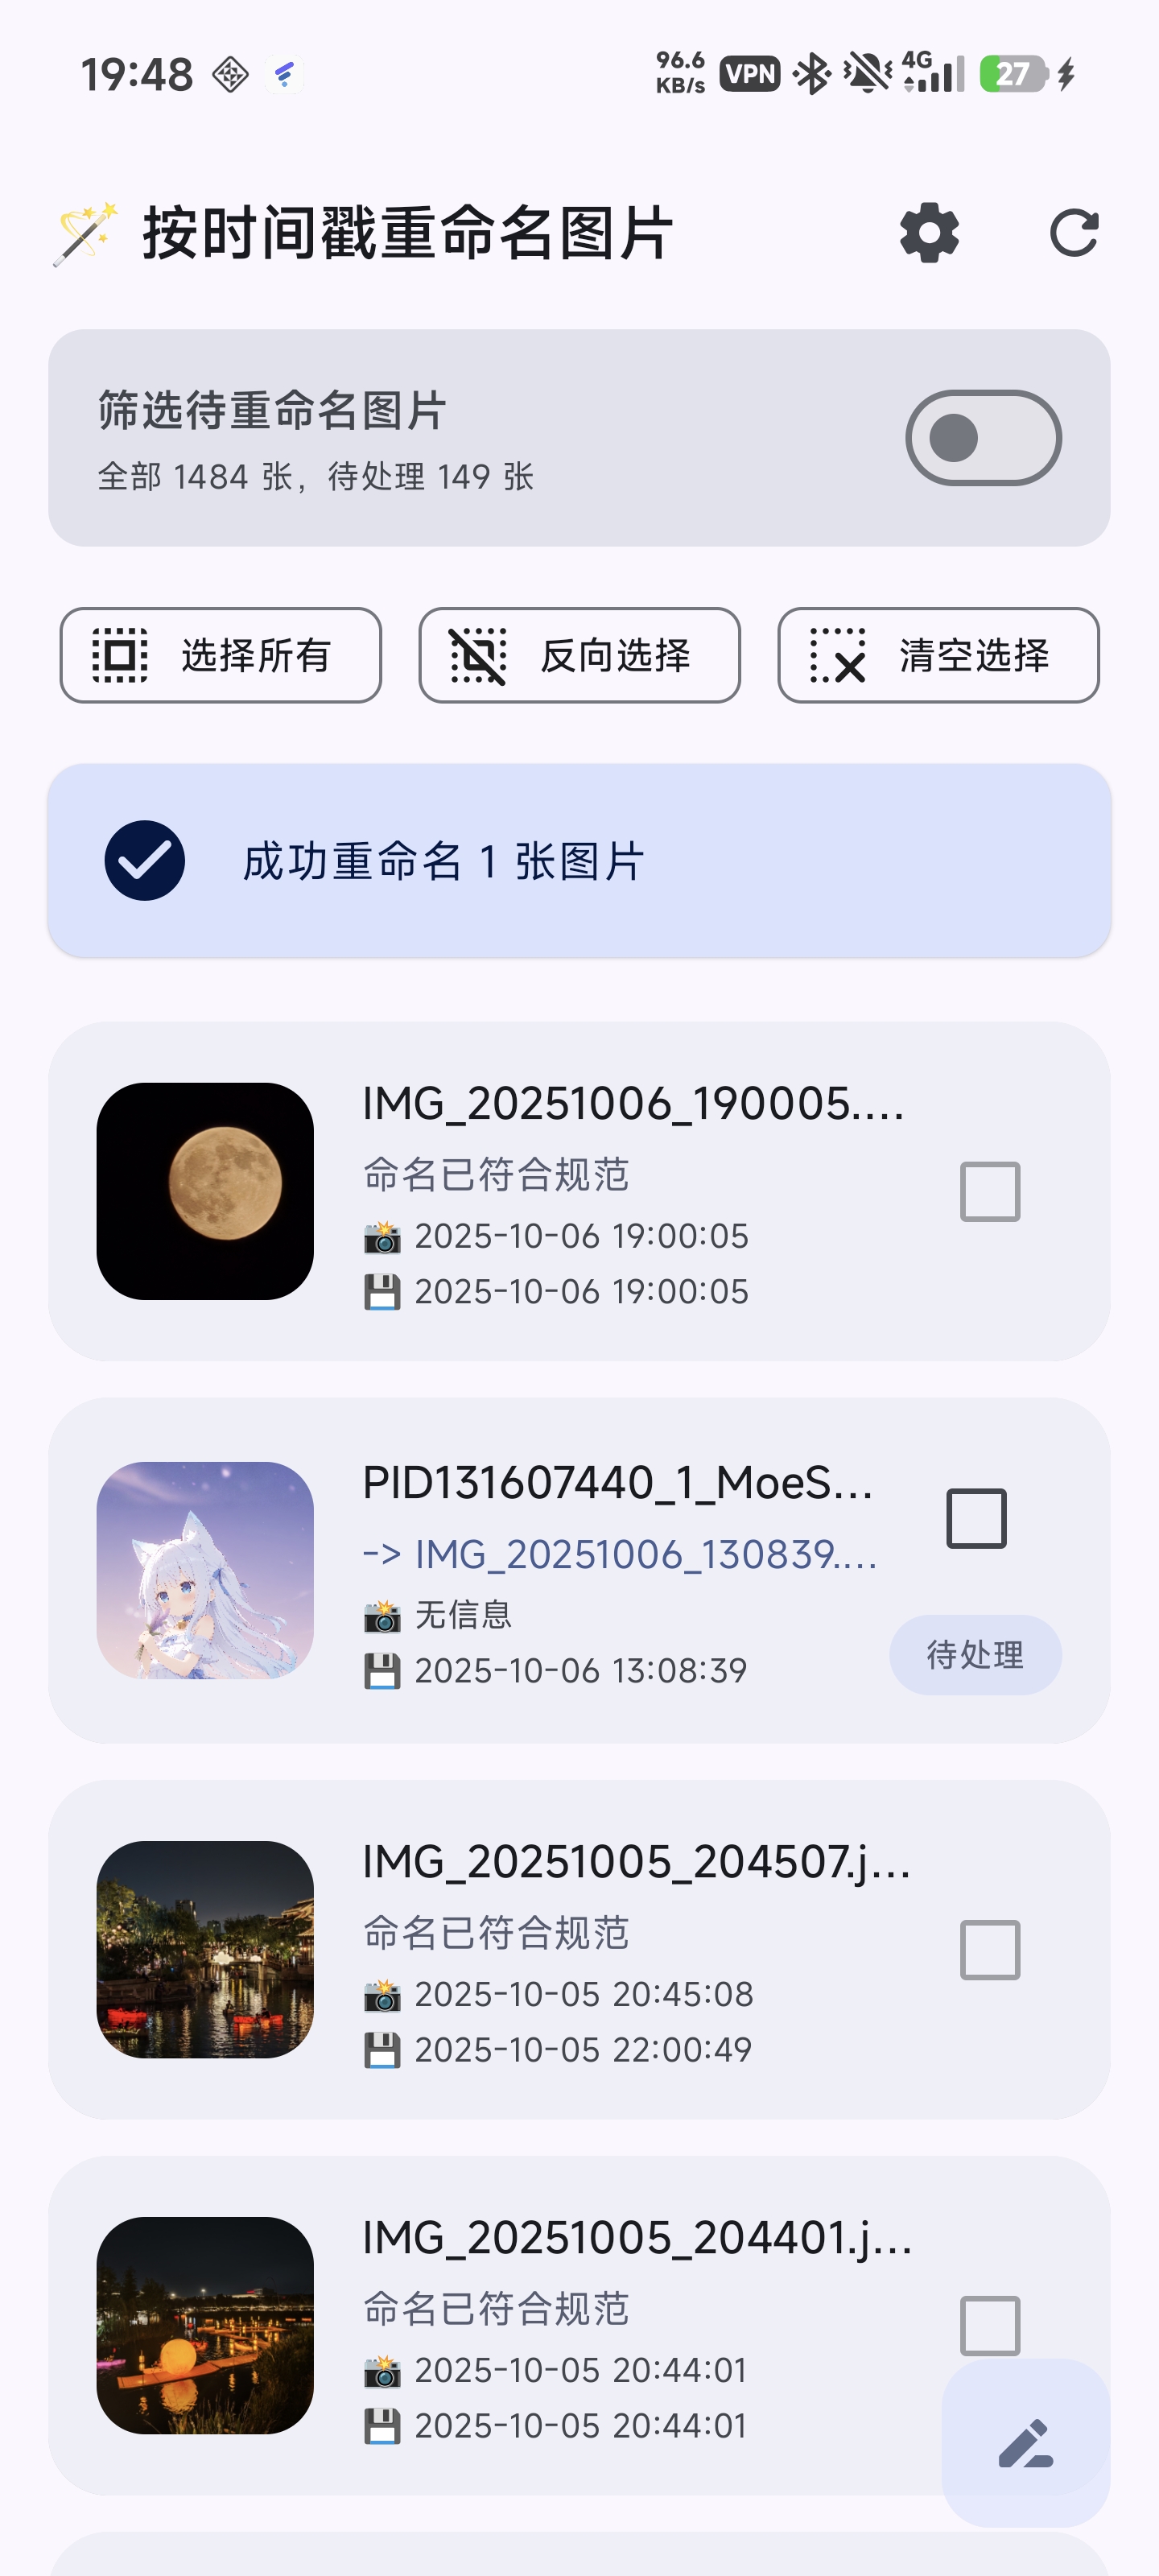 19:48
96.6 KB/s VPN 4G 27
按时间戳重命名图片
筛选待重命名图片
全部 1484 张，待处理 149 张
选择所有 反向选择 清空选择
成功重命名 1 张图片
IMG_20251006_190005....
命名已符合规范
2025-10-06 19:00:05
2025-10-06 19:00:05
PID131607440_1_MoeS...
-> IMG_20251006_130839....
无信息
2025-10-06 13:08:39
待处理
IMG_20251005_204507.j...
命名已符合规范
2025-10-05 20:45:08
2025-10-05 22:00:49
IMG_20251005_204401.j...
命名已符合规范
2025-10-05 20:44:01
2025-10-05 20:44:01